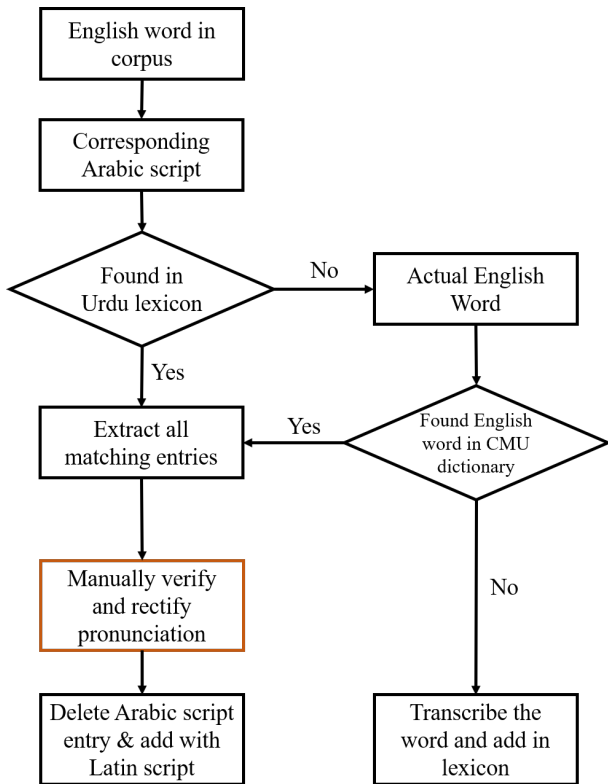 English word in
corpus
Corresponding
Arabic script
Found in
Urdu lexicon
No
Actual English
Word
Yes
Extract all
matching entries
Yes
Found English
word in CMU
dictionary
Manually verify
and rectify
pronunciation
No
Delete Arabic script
entry & add with
Latin script
Transcribe the
word and add in
lexicon